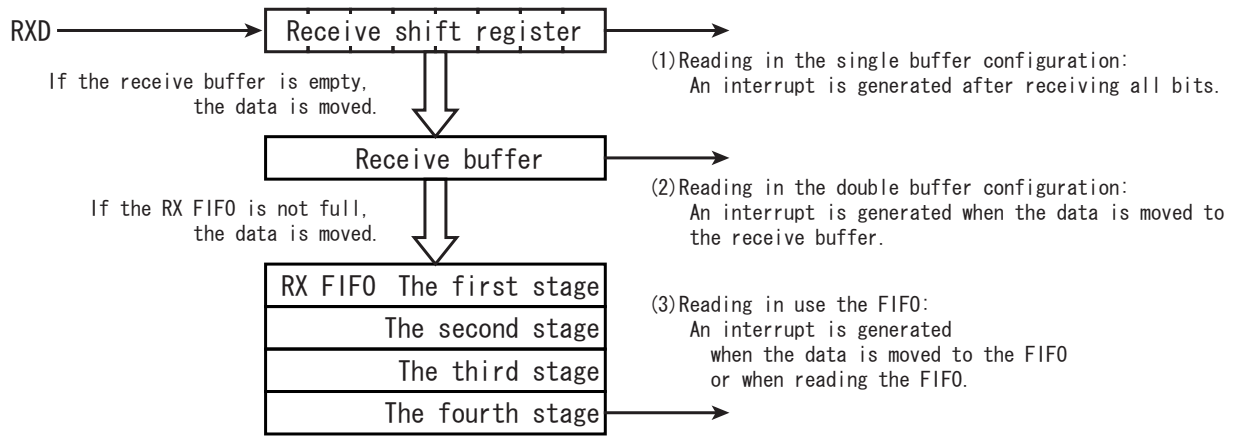 RXD
Receive shift register
(1)Reading in the single buffer configuration:
An interrupt is generated after receiving all bits.
If the receive buffer is empty,
the data is moved.
Receive buffer
(2)Reading in the double buffer configuration:
An interrupt is generated when the data is moved to
the receive buffer.
If the RX FIFO is not full,
the data is moved.
RX FIFO The first stage
The second stage
The third stage
The fourth stage
(3)Reading in use the FIFO:
An interrupt is generated
when the data is moved to the FIFO
or when reading the FIFO.